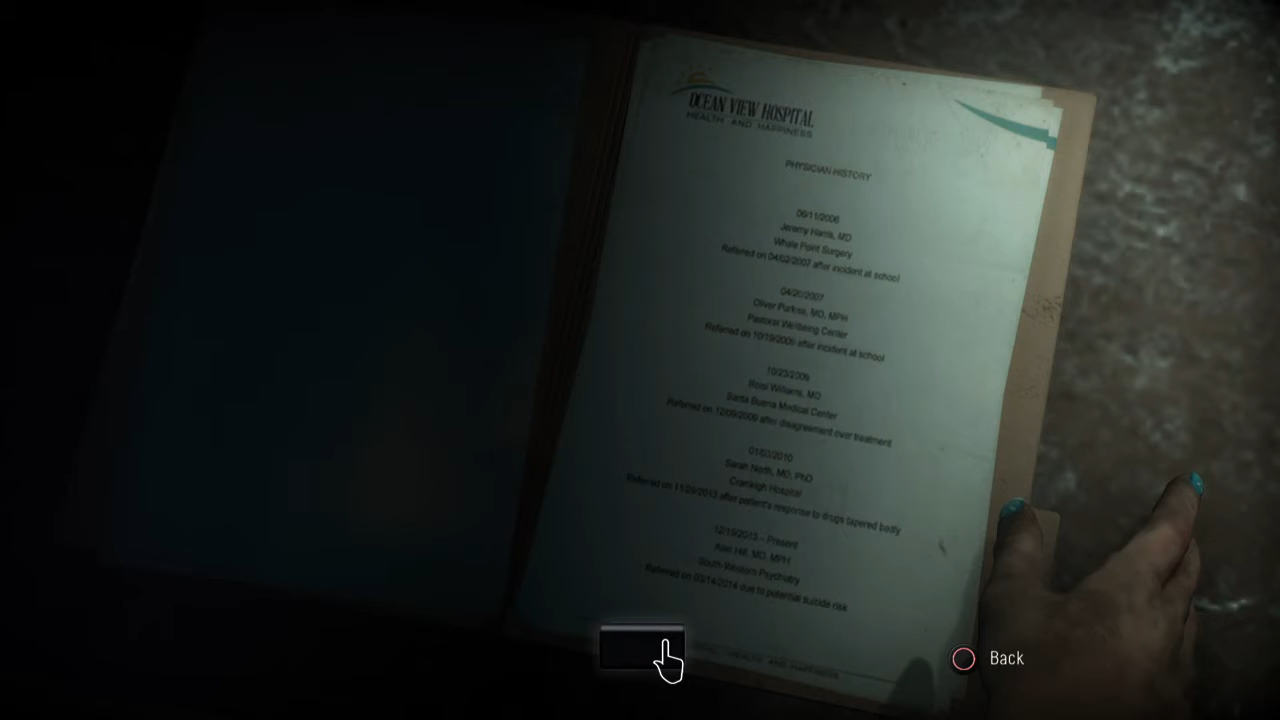 OCEAN VIEW HOSPITAL
HEALTH AND HAPPINESS
PHYSICIAN HISTORY
06/11/2006
Jeremy Harris, MD
Whale Point Surgery
Referred on 04/02/2007 after incident at school
04/20/2007
Oliver Purkiss, MD, MPH
Pastoral Wellbeing Center
Referred on 10/19/2009 after incident at school
10/23/2009
Williams, MD
Santa Buena Medical Center
Referred on 12/09/2009 after disagreement over treatment
2010
Sarah North, MD, PhD
Cranleigh Hospital
Referred on 11/29/2013 after patient's response to drugs tapered badly
12/19/2013 – Present
Alan Hill, MD, MPH
South-Western Psychiatry
Referred on 03/14/2014 due to potential suicide risk
HEALTH AND HAPPINESS
Back